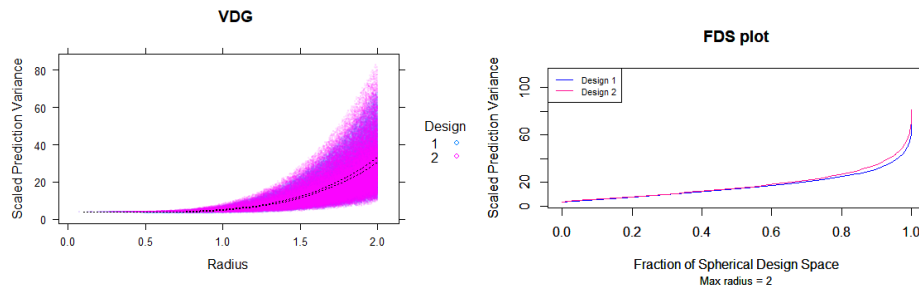 VDG
Scaled Prediction Variance
80
60
40
20
0
0.0 0.5 1.0 1.5 2.0
Radius
Design
1
2
FDS plot
Scaled Prediction Variance
100
60
20
0
Design 1
Design 2
0.0 0.2 0.4 0.6 0.8 1.0
Fraction of Spherical Design Space
Max radius = 2